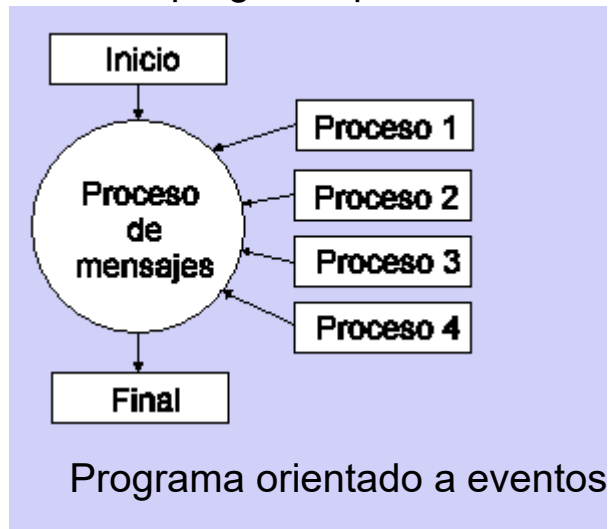 Inicio
Proceso 1
Proceso
de
mensajes
Proceso 2
Proceso 3
Proceso 4
Final
Programa orientado a eventos